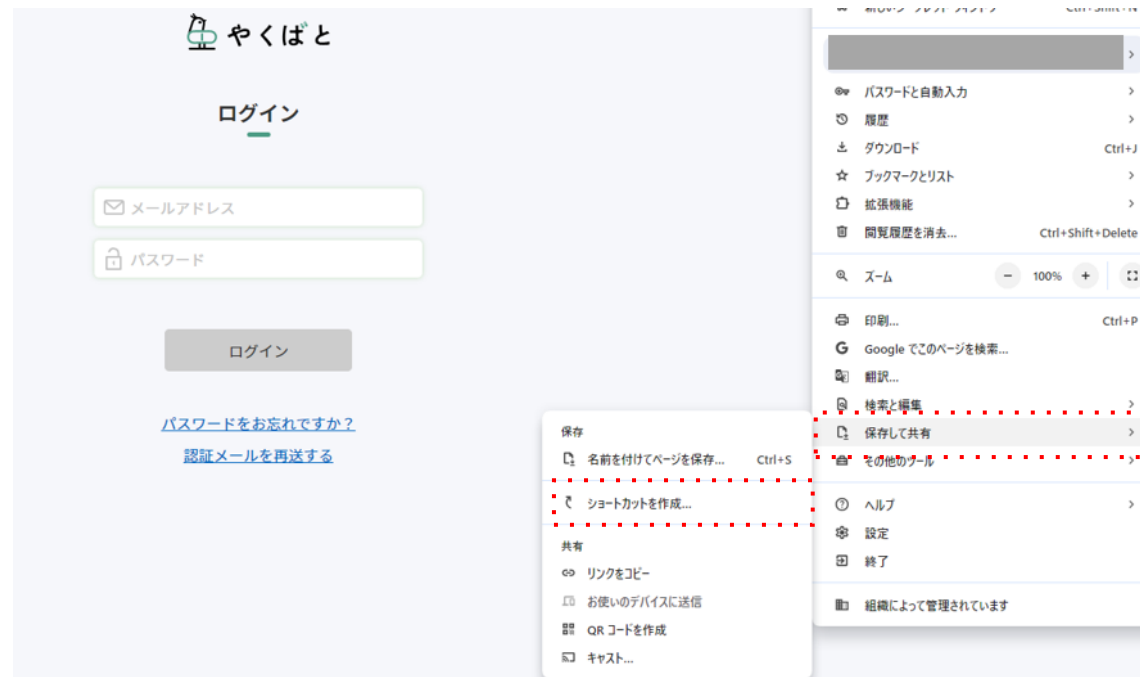 やくばと
ログイン
メールアドレス
パスワード
ログイン
パスワードをお忘れですか？
認証メールを再送する
パスワードと自動入力
履歴
ダウンロード Ctrl+J
ブックマークとリスト
拡張機能
閲覧履歴を消去... Ctrl+Shift+Delete
ズーム － 100% +
印刷... Ctrl+P
G Google でこのページを検索...
翻訳...
検索と編集
保存して共有
その他のツール
ヘルプ
設定
終了
組織によって管理されています
保存
名前を付けてページを保存... Ctrl+S
ショートカットを作成...
共有
リンクをコピー
お使いのデバイスに送信
QR コードを作成
キャスト...